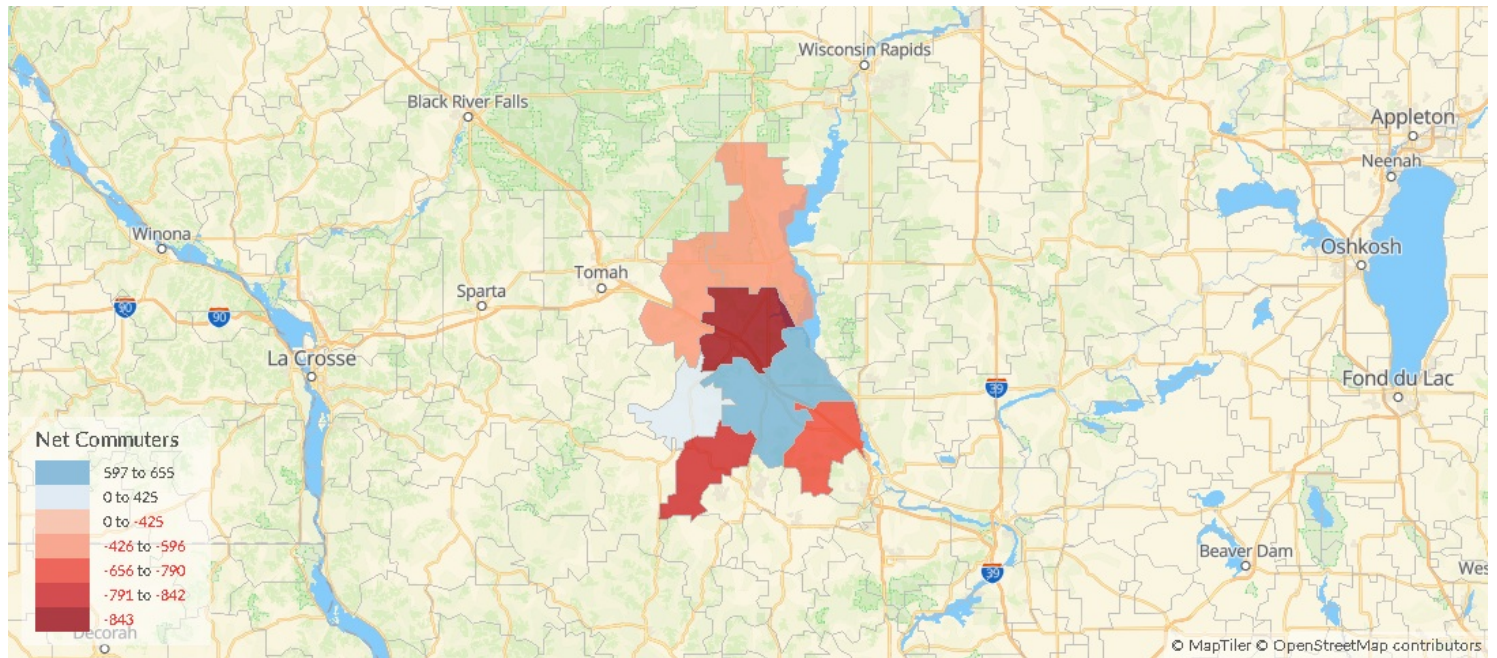 Wisconsin Rapids
Black River Falls
Appleton
Neenah
Winona
Oshkosh
Tomah
Sparta
90
90
La Crosse
39
Fond du Lac
Net Commuters
597 to 655
0 to 425
0 to -425
-426 to -596
-656 to -790
-791 to -842
-843
Decorah
Beaver Dam
39
Wes
© MapTiler © OpenStreetMap contributors